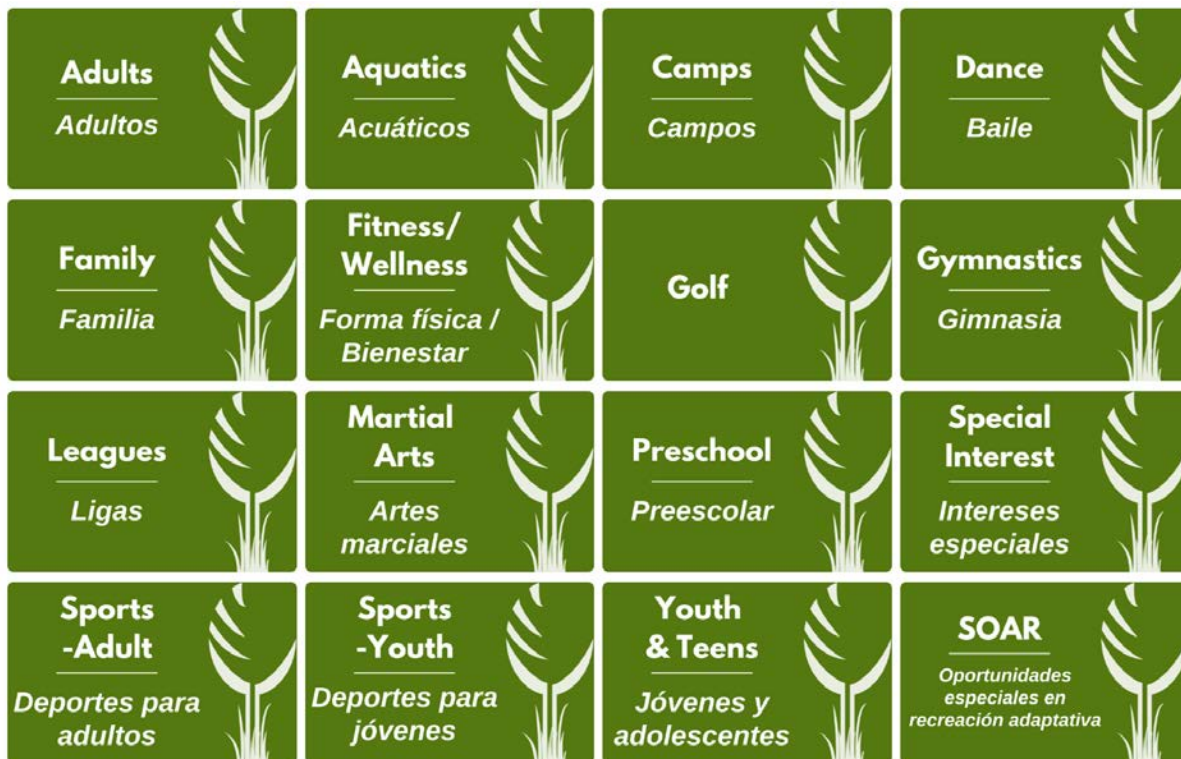 Adults
Adultos
Aquatics
Acuáticos
Camps
Campos
Dance
Baile
Family
Familia
Fitness/
Wellness
Forma física /
Bienestar
Golf
Gymnastics
Gimnasia
Leagues
Ligas
Martial
Arts
Artes
marciales
Preschool
Preescolar
Special
Interest
Intereses
especiales
Sports
-Adult
Deportes para
adultos
Sports
-Youth
Deportes para
jóvenes
Youth
& Teens
Jóvenes y
adolescentes
SOAR
Oportunidades
especiales en
recreación adaptativa